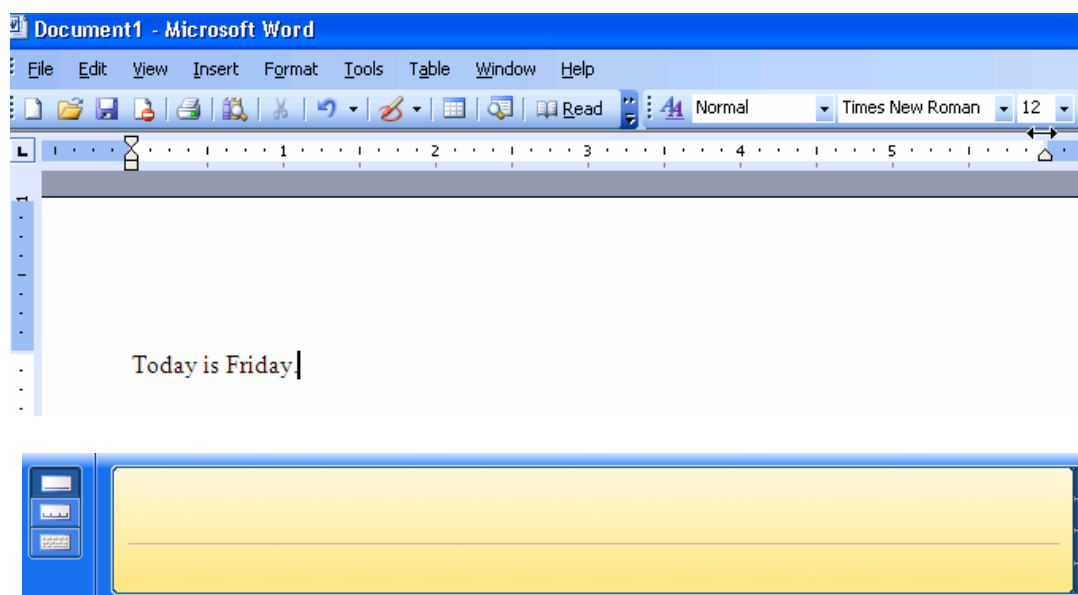 Document1 - Microsoft Word
File Edit View Insert Format Tools Table Window Help
Read Normal Times New Roman 12
L 1 2 3 4 5
Today is Friday.